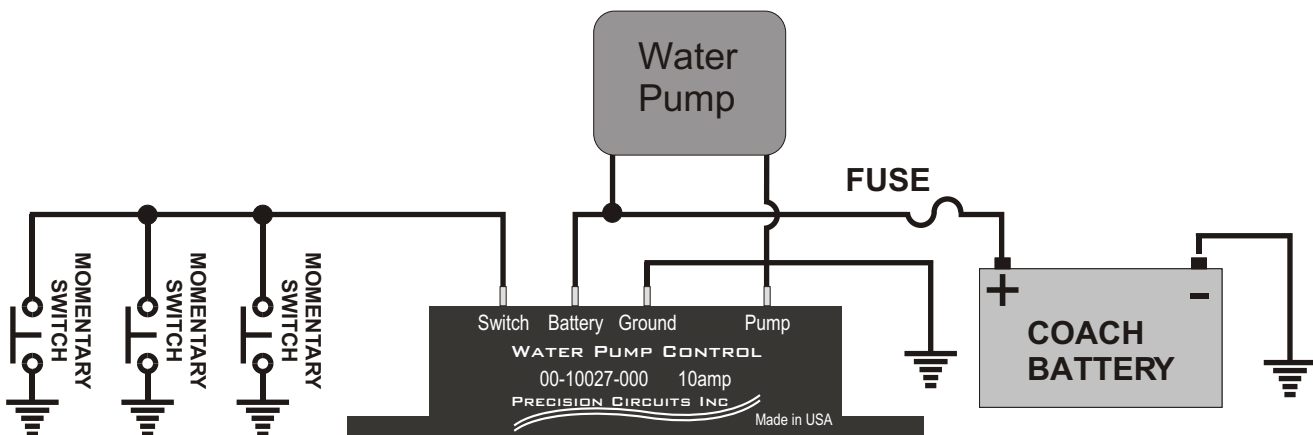 Water
Pump
FUSE
MOMENTARY
SWITCH
MOMENTARY
SWITCH
MOMENTARY
SWITCH
+
-
COACH
BATTERY
Switch Battery Ground Pump
WATER PUMP CONTROL
00-10027-000 10amp
PRECISION CIRCUITS INC
Made in USA